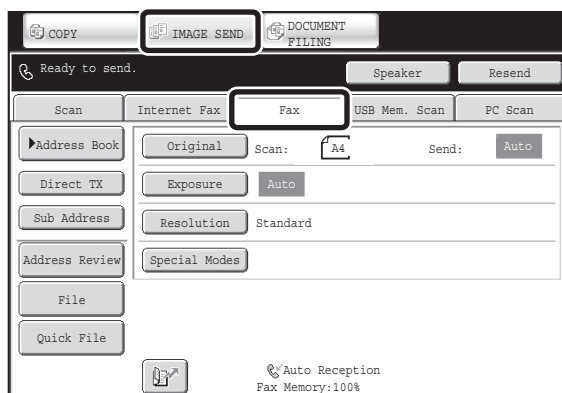 COPY
IMAGE SEND
DOCUMENT
FILING
Ready to send.
Speaker
Resend
Scan
Internet Fax
Fax
USB Mem. Scan
PC Scan
Address Book
Original
Scan:
A4
Send:
Auto
Direct TX
Exposure
Auto
Sub Address
Resolution
Standard
Address Review
Special Modes
File
Quick File
Auto Reception
Fax Memory:100%